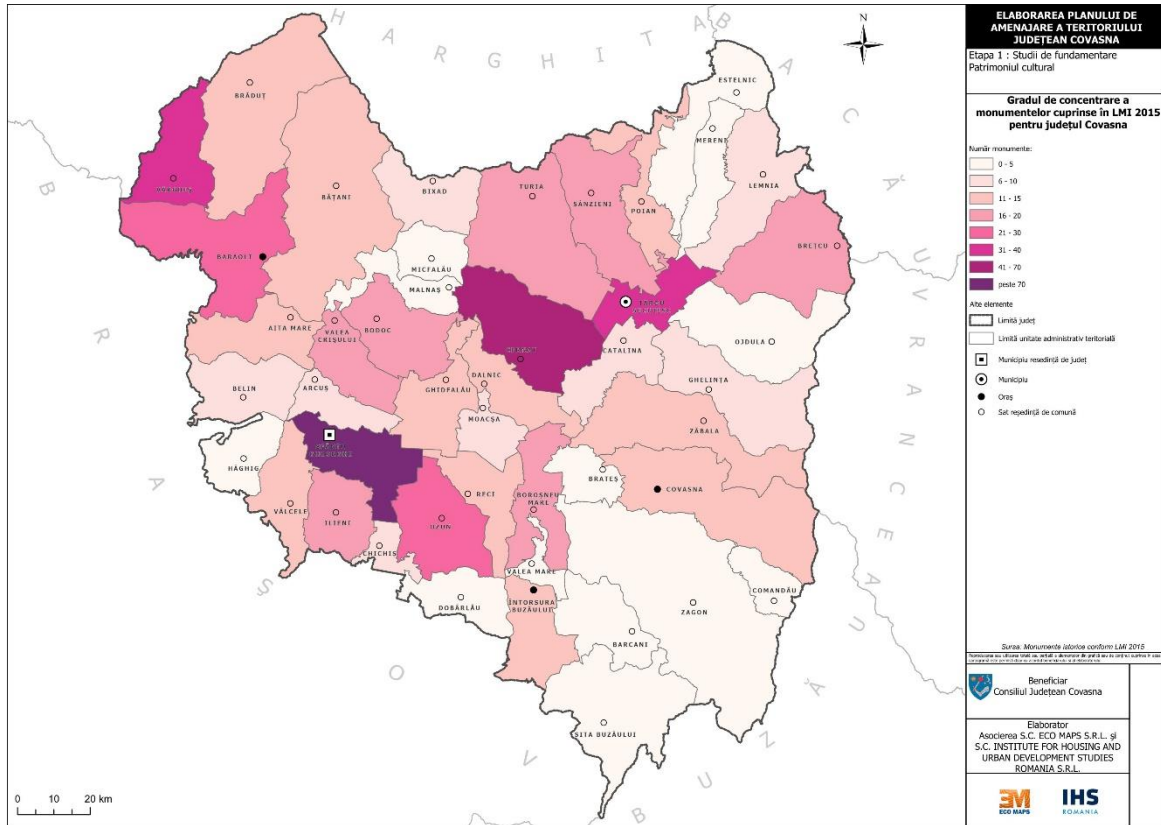 HARGHITA
BACĂU
VRANCEA
BUZĂU
BRAȘOV
N
ESTELNIC
BRĂDUȚ
MERENI
LEMNIA
BIXAD
TURIA
SÂNZIENI
BĂȚANI
POIAN
BREȚCU
BARAOLT
MICFALĂU
MALNAȘ
AITA MARE
VALEA
CRIȘULUI
BODOC
OJDULA
CATALINA
BELIN
ARCUȘ
GHIDFALĂU
DALNIC
GHELINȚA
MOACȘA
ZĂBALA
HĂGHIG
BRATEȘ
RECI
COVASNA
BOROȘNEU
MARE
VÂLCELE
ILIENI
UZUN
CHICHIȘ
VALEA MARE
COMANDĂU
DOBÂRLĂU
ÎNTORSURA
BUZĂULUI
ZAGON
BARCANI
SITA BUZĂULUI
0 10 20 km
ELABORAREA PLANULUI DE
AMENAJARE A TERITORIULUI
JUDEȚEAN COVASNA
Etapa 1 : Studii de fundamentare
Patrimoniul cultural
Gradul de concentrare a
monumentelor cuprinse în LMI 2015
pentru județul Covasna
Număr monumente:
0 - 5
6 - 10
11 - 15
16 - 20
21 - 30
31 - 40
41 - 70
peste 70
Alte elemente
Limită județ
Limită unitate administrativ teritorială
Municipiu reședință de județ
Municipiu
Oraș
Sat reședință de comună
Sursa: Monumente istorice conform LMI 2015
Beneficiar
Consiliul Județean Covasna
Elaborator
Asocierea S.C. ECO MAPS S.R.L. și
S.C. INSTITUTE FOR HOUSING AND
URBAN DEVELOPMENT STUDIES
ROMANIA S.R.L.
ECO MAPS
IHS
ROMANIA